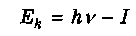 E_k = hν − I